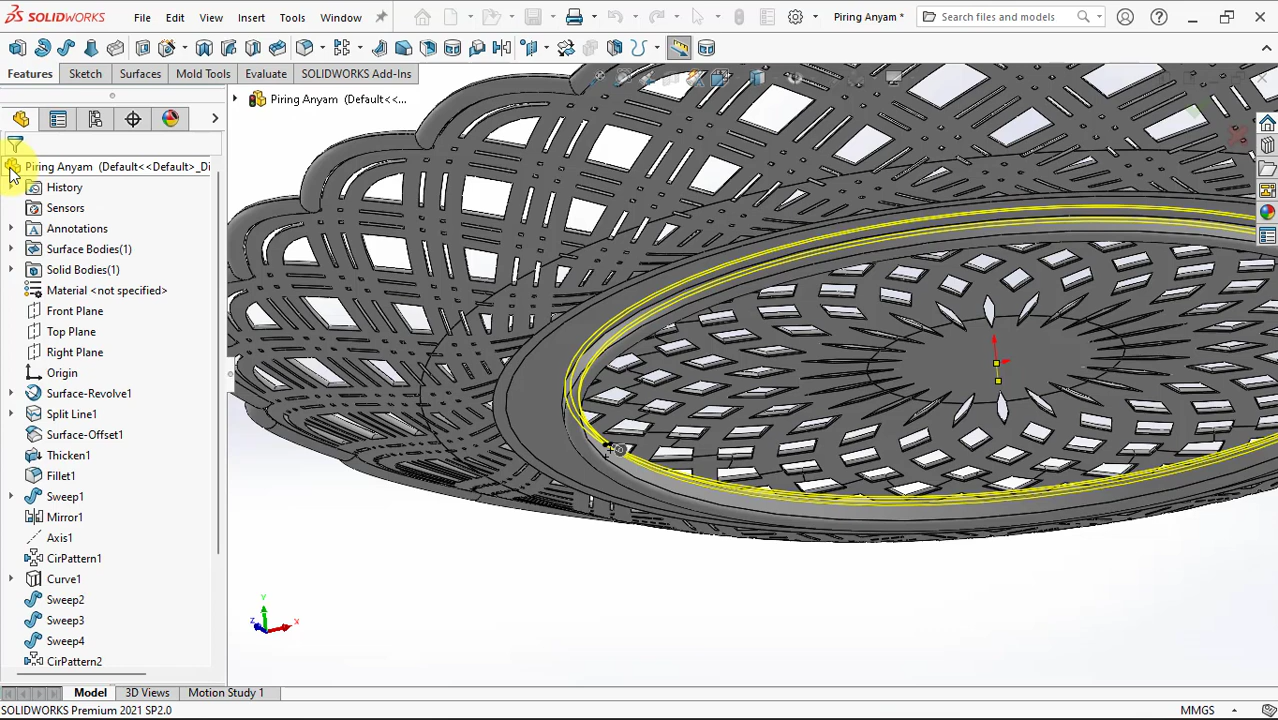 SOLIDWORKS File Edit View Insert Tools Window Piring Anyam * Search files and models
Features Sketch Surfaces Mold Tools Evaluate SOLIDWORKS Add-Ins
Piring Anyam (Default<<...
Piring Anyam (Default<<Default>_Di
History
Sensors
Annotations
Surface Bodies(1)
Solid Bodies(1)
Material <not specified>
Front Plane
Top Plane
Right Plane
Origin
Surface-Revolve1
Split Line1
Surface-Offset1
Thicken1
Fillet1
Sweep1
Mirror1
Axis1
CirPattern1
Curve1
Sweep2
Sweep3
Sweep4
CirPattern2
Y
Z
X
Model 3D Views Motion Study 1
SOLIDWORKS Premium 2021 SP2.0 MMGS